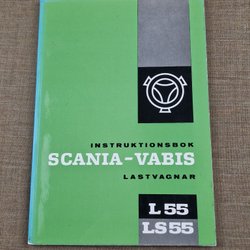 INSTRUKTIONSBOK
SCANIA-VABIS
LASTVAGNAR
L 55
LS 55